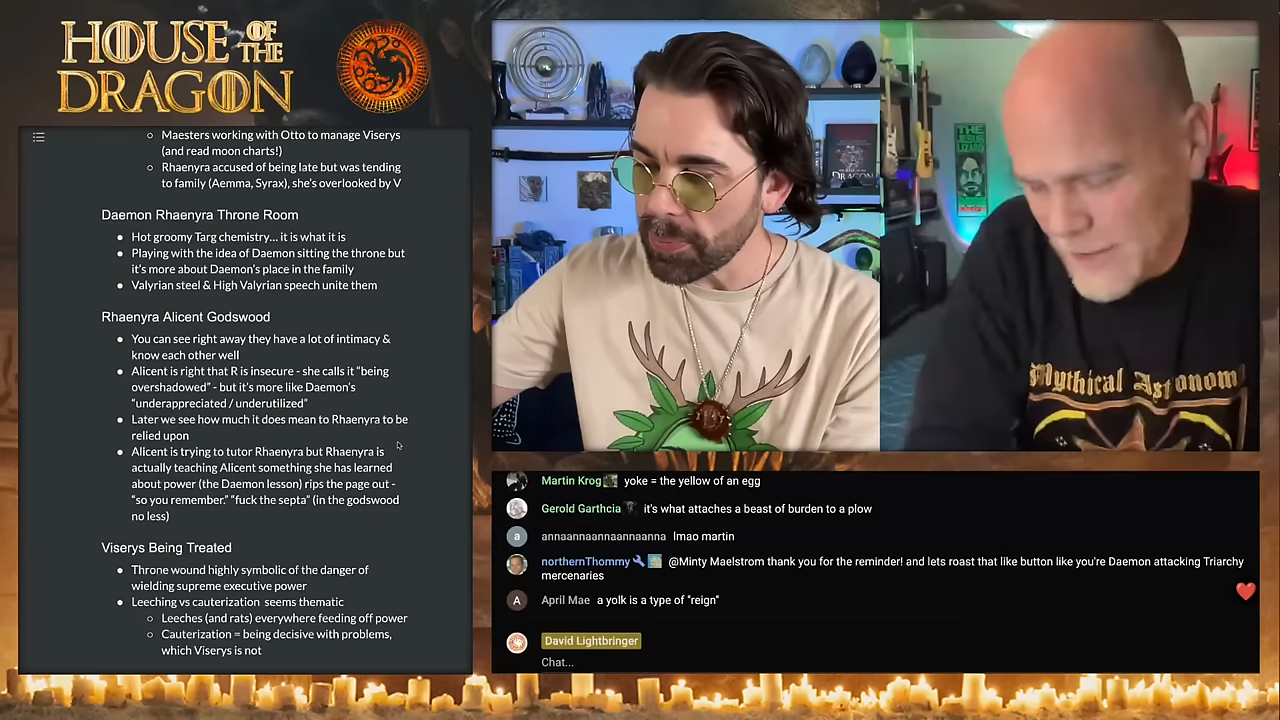 HOUSE OF THE
DRAGON
Maesters working with Otto to manage Viserys
(and read moon charts!)
Rhaenyra accused of being late but was tending
to family (Aemma, Syrax), she's overlooked by V
Daemon Rhaenyra Throne Room
Hot groomy Targ chemistry... it is what it is
Playing with the idea of Daemon sitting the throne but
it's more about Daemon's place in the family
Valyrian steel & High Valyrian speech unite them
Rhaenyra Alicent Godswood
You can see right away they have a lot of intimacy &
know each other well
Alicent is right that R is insecure - she calls it “being
overshadowed” - but it's more like Daemon's
“underappreciated / underutilized”
Later we see how much it does mean to Rhaenyra to be
relied upon
Alicent is trying to tutor Rhaenyra but Rhaenyra is
actually teaching Alicent something she has learned
about power (the Daemon lesson) rips the page out -
“so you remember.” “fuck the septa” (in the godswood
no less)
Viserys Being Treated
Throne wound highly symbolic of the danger of
wielding supreme executive power
Leeching vs cauterization seems thematic
Leeches (and rats) everywhere feeding off power
Cauterization = being decisive with problems,
which Viserys is not
THE
JESUS
LIZARD
DRAGON
Mythical Astronom
Martin Krog yoke = the yellow of an egg
Gerold Garthcia it's what attaches a beast of burden to a plow
a annaannaannaannaanna lmao martin
northernThommy @Minty Maelstrom thank you for the reminder! and lets roast that like button like you're Daemon attacking Triarchy
mercenaries
A April Mae a yolk is a type of "reign"
David Lightbringer
Chat...